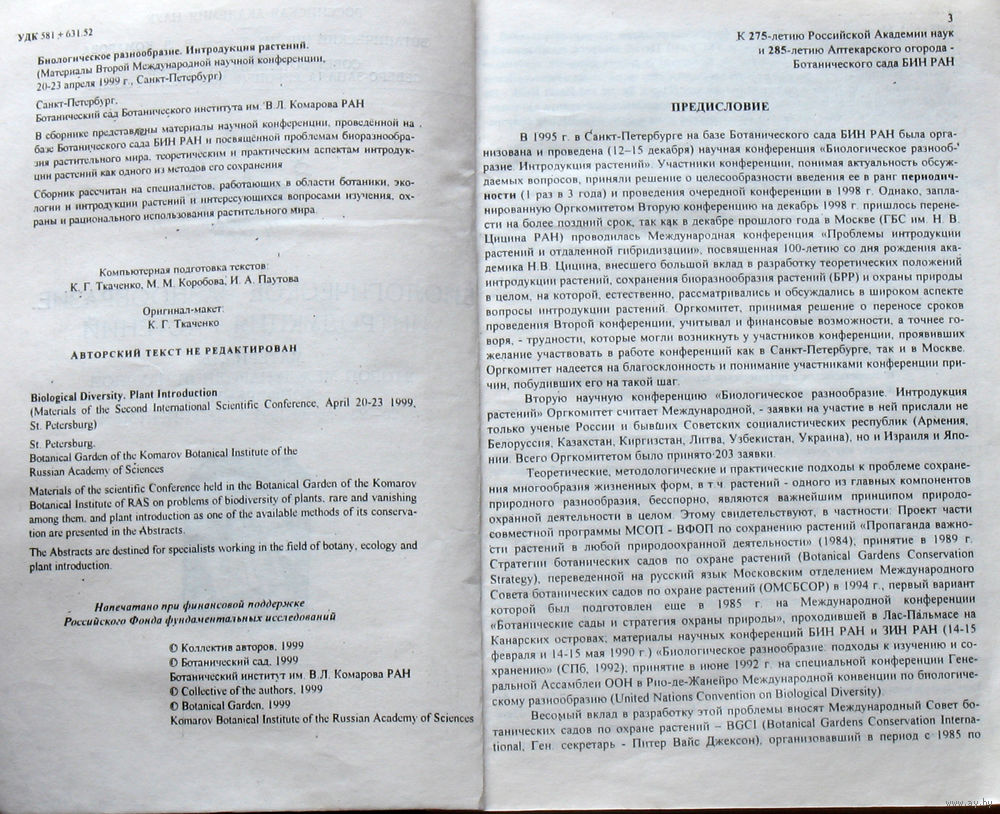 УДК 581 + 631.52
Биологическое разнообразие. Интродукция растений.
(Материалы Второй Международной научной конференции,
20-23 апреля 1999 г., Санкт-Петербург)
Санкт-Петербург.
Ботанический сад Ботанического института им. В.Л. Комарова РАН
В сборнике представлены материалы научной конференции, проведённой на
базе Ботанического сада БИН РАН и посвящённой проблемам биоразнообра-
зия растительного мира, теоретическим и практическим аспектам интродук-
ции растений как одного из методов его сохранения
Сборник рассчитан на специалистов, работающих в области ботаники, эко-
логии и интродукции растений и интересующихся вопросами изучения, ох-
раны и рационального использования растительного мира.
Компьютерная подготовка текстов:
К. Г. Ткаченко, М. М. Коробова, И. А. Паутова
Оригинал-макет:
К. Г. Ткаченко
АВТОРСКИЙ ТЕКСТ НЕ РЕДАКТИРОВАН
Biological Diversity. Plant Introduction
(Materials of the Second International Scientific Conference, April 20-23 1999,
St. Petersburg)
St. Petersburg.
Botanical Garden of the Komarov Botanical Institute of the
Russian Academy of Sciences
Materials of the scientific Conference held in the Botanical Garden of the Komarov
Botanical Institute of RAS on problems of biodiversity of plants, rare and vanishing
among them, and plant introduction as one of the available methods of its conserva-
tion are presented in the Abstracts.
The Abstracts are destined for specialists working in the field of botany, ecology and
plant introduction.
Напечатано при финансовой поддержке
Российского Фонда фундаментальных исследований
© Коллектив авторов, 1999
© Ботанический сад, 1999
Ботанический институт им. В.Л. Комарова РАН
© Collective of the authors, 1999
© Botanical Garden, 1999
Komarov Botanical Institute of the Russian Academy of Sciences
3
К 275-летию Российской Академии наук
и 285-летию Аптекарского огорода -
Ботанического сада БИН РАН
ПРЕДИСЛОВИЕ
В 1995 г. в Санкт-Петербурге на базе Ботанического сада БИН РАН была орга-
низована и проведена (12–15 декабря) научная конференция «Биологическое разнооб-
разие. Интродукция растений». Участники конференции, понимая актуальность обсуж-
даемых вопросов, приняли решение о целесообразности введения ее в ранг периодич-
ности (1 раз в 3 года) и проведения очередной конференции в 1998 г. Однако, запла-
нированную Оргкомитетом Вторую конференцию на декабрь 1998 г. пришлось перене-
сти на более поздний срок, так как в декабре прошлого года в Москве (ГБС им. Н. В.
Цицина РАН) проводилась Международная конференция «Проблемы интродукции
растений и отдаленной гибридизации», посвященная 100-летию со дня рождения ака-
демика Н.В. Цицина, внесшего большой вклад в разработку теоретических положений
интродукции растений, сохранения биоразнообразия растений (БРР) и охраны природы
в целом, на которой, естественно, рассматривались и обсуждались в широком аспекте
вопросы интродукции растений. Оргкомитет, принимая решение о переносе сроков
проведения Второй конференции, учитывал и финансовые возможности, а точнее го-
воря, - трудности, которые могли возникнуть у участников конференции, проявивших
желание участвовать в работе конференций как в Санкт-Петербурге, так и в Москве.
Оргкомитет надеется на благосклонность и понимание участниками конференции при-
чин, побудивших его на такой шаг.
Вторую научную конференцию «Биологическое разнообразие. Интродукция
растений» Оргкомитет считает Международной, - заявки на участие в ней прислали не
только ученые России и бывших Советских социалистических республик (Армения,
Белоруссия, Казахстан, Киргизстан, Литва, Узбекистан, Украина), но и Израиля и Япо-
нии. Всего Оргкомитетом было принято 203 заявки.
Теоретические, методологические и практические подходы к проблеме сохране-
ния многообразия жизненных форм, в т.ч. растений - одного из главных компонентов
природного разнообразия, бесспорно, являются важнейшим принципом природо-
охранной деятельности в целом. Этому свидетельствуют, в частности: Проект части
совместной программы МСОП - ВФОП по сохранению растений «Пропаганда важно-
сти растений в любой природоохранной деятельности» (1984); принятие в 1989 г.
Стратегии ботанических садов по охране растений (Botanical Gardens Conservation
Strategy), переведенной на русский язык Московским отделением Международного
Совета ботанических садов по охране растений (ОМСБСОР) в 1994 г., первый вариант
которой был подготовлен еще в 1985 г. на Международной конференции
«Ботанические сады и стратегия охраны природы», проходившей в Лас-Пальмасе на
Канарских островах; материалы научных конференций БИН РАН и ЗИН РАН (14-15
февраля и 14-15 мая 1990 г.) «Биологическое разнообразие: подходы к изучению и со-
хранению» (СПб, 1992); принятие в июне 1992 г. на специальной конференции Гене-
ральной Ассамблеи ООН в Рио-де-Жанейро Международной конвенции по биологиче-
скому разнообразию (United Nations Convention on Biological Diversity).
Весомый вклад в разработку этой проблемы вносят Международный Совет бо-
танических садов по охране растений – BGCI (Botanical Gardens Conservation Interna-
tional, Ген. секретарь - Питер Вайс Джексон), организовавший в период с 1985 по
www.ay.by